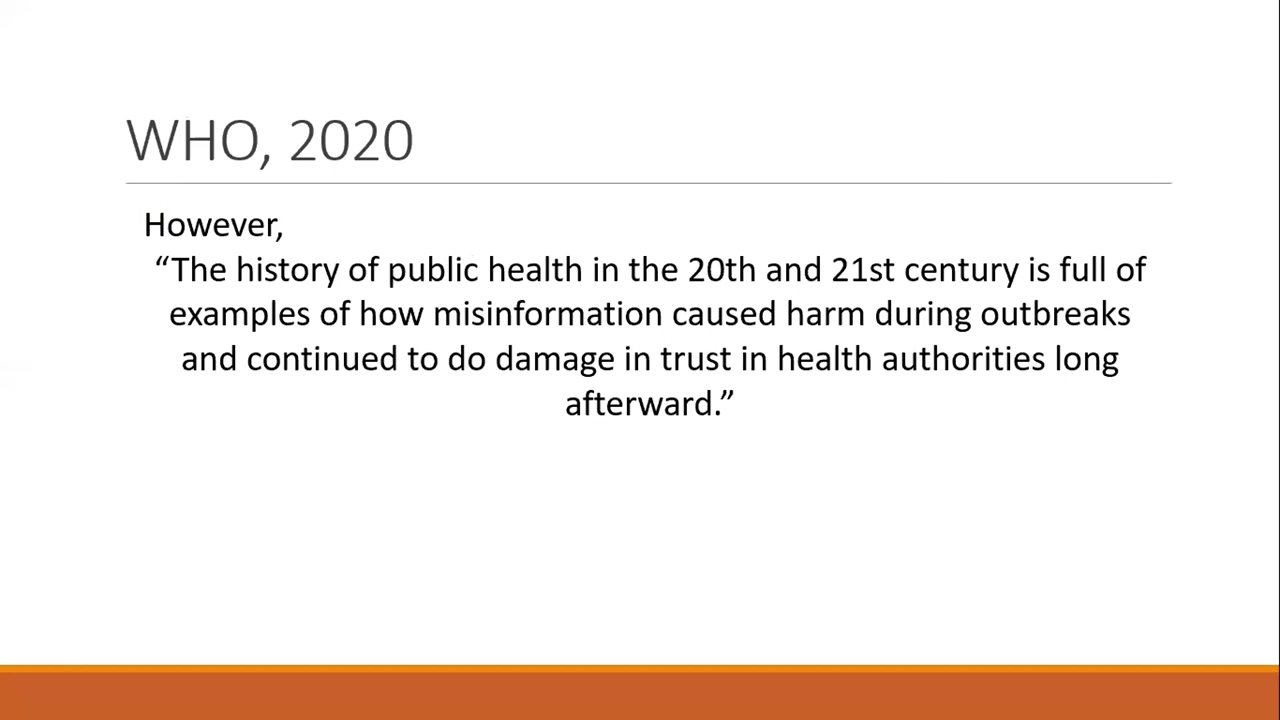 WHO, 2020
However,
“The history of public health in the 20th and 21st century is full of
examples of how misinformation caused harm during outbreaks
and continued to do damage in trust in health authorities long
afterward.”